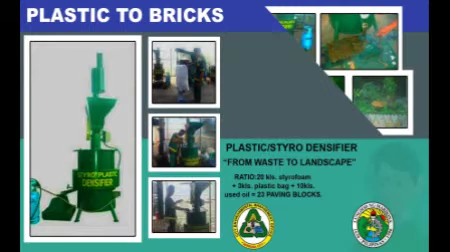 PLASTIC TO BRICKS
STYRO/PLASTIC
DENSIFIER
PLASTIC/STYRO DENSIFIER
“FROM WASTE TO LANDSCAPE”
RATIO:20 kls. styrofoam
+ 3kls. plastic bag + 10kls.
used oil = 23 PAVING BLOCKS.